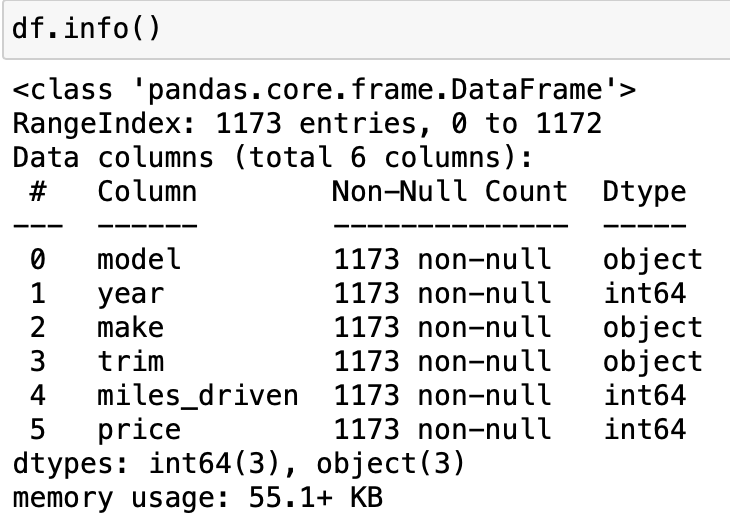 df.info()
<class 'pandas.core.frame.DataFrame'>
RangeIndex: 1173 entries, 0 to 1172
Data columns (total 6 columns):
 #   Column        Non-Null Count  Dtype
---  ------        --------------  -----
 0   model         1173 non-null   object
 1   year          1173 non-null   int64
 2   make          1173 non-null   object
 3   trim          1173 non-null   object
 4   miles_driven  1173 non-null   int64
 5   price         1173 non-null   int64
dtypes: int64(3), object(3)
memory usage: 55.1+ KB